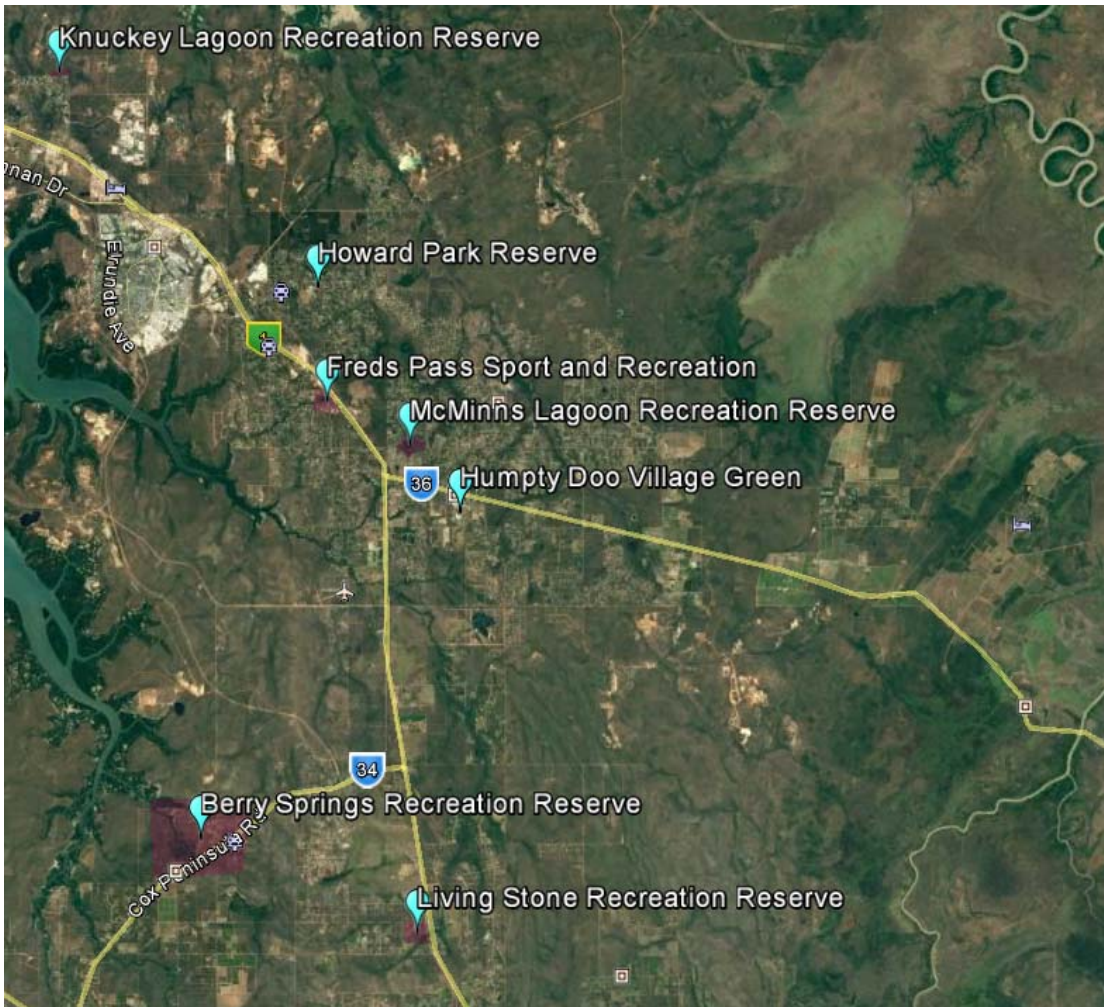 Knuckey Lagoon Recreation Reserve
nnan Dr
Elrundie Ave
Howard Park Reserve
1
Freds Pass Sport and Recreation
McMinns Lagoon Recreation Reserve
36
Humpty Doo Village Green
34
Berry Springs Recreation Reserve
Cox Peninsula Rd
Living Stone Recreation Reserve